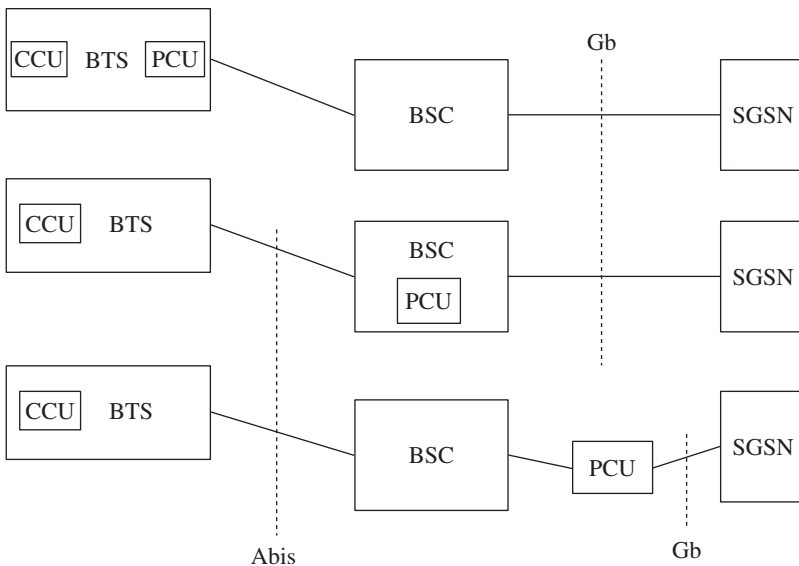 Gb
CCU BTS PCU
BSC
SGSN
CCU BTS
BSC
PCU
SGSN
CCU BTS
BSC
PCU
SGSN
Abis
Gb